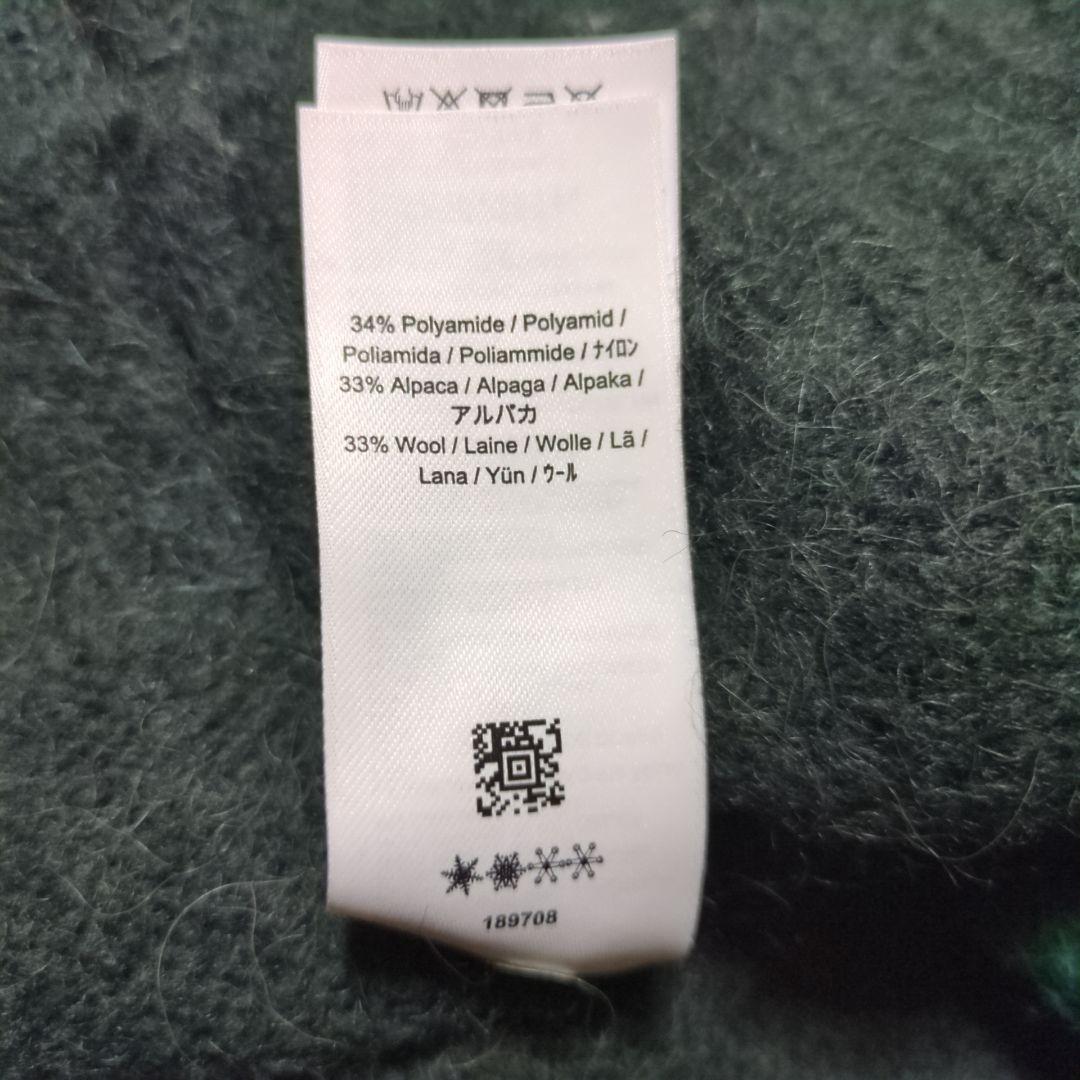 34% Polyamide / Polyamid /
Poliamida / Poliammide / ﾅｲﾛﾝ
33% Alpaca / Alpaga / Alpaka /
アルパカ
33% Wool / Laine / Wolle / Lã /
Lana / Yün / ｳｰﾙ
189708